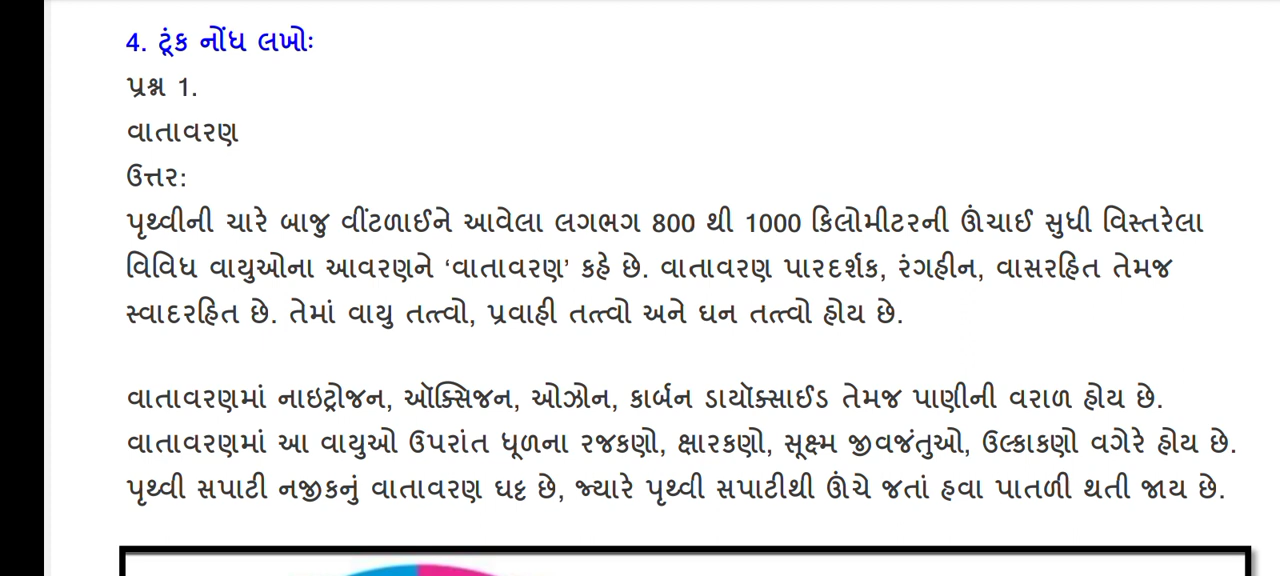 4. ટૂંક નોંધ લખોઃ
પ્રશ્ન 1.
વાતાવરણ
ઉત્તર:
પૃથ્વીની ચારે બાજુ વીંટળાઈને આવેલા લગભગ 800 થી 1000 કિલોમીટરની ઊંચાઈ સુધી વિસ્તરેલા
વિવિધ વાયુઓના આવરણને ‘વાતાવરણ’ કહે છે. વાતાવરણ પારદર્શક, રંગહીન, વાસરહિત તેમજ
સ્વાદરહિત છે. તેમાં વાયુ તત્ત્વો, પ્રવાહી તત્ત્વો અને ઘન તત્ત્વો હોય છે.
વાતાવરણમાં નાઇટ્રોજન, ઑક્સિજન, ઓઝોન, કાર્બન ડાયૉક્સાઈડ તેમજ પાણીની વરાળ હોય છે.
વાતાવરણમાં આ વાયુઓ ઉપરાંત ધૂળના રજકણો, ક્ષારકણો, સૂક્ષ્મ જીવજંતુઓ, ઉલ્કાકણો વગેરે હોય છે.
પૃથ્વી સપાટી નજીકનું વાતાવરણ ઘટ્ટ છે, જ્યારે પૃથ્વી સપાટીથી ઊંચે જતાં હવા પાતળી થતી જાય છે.